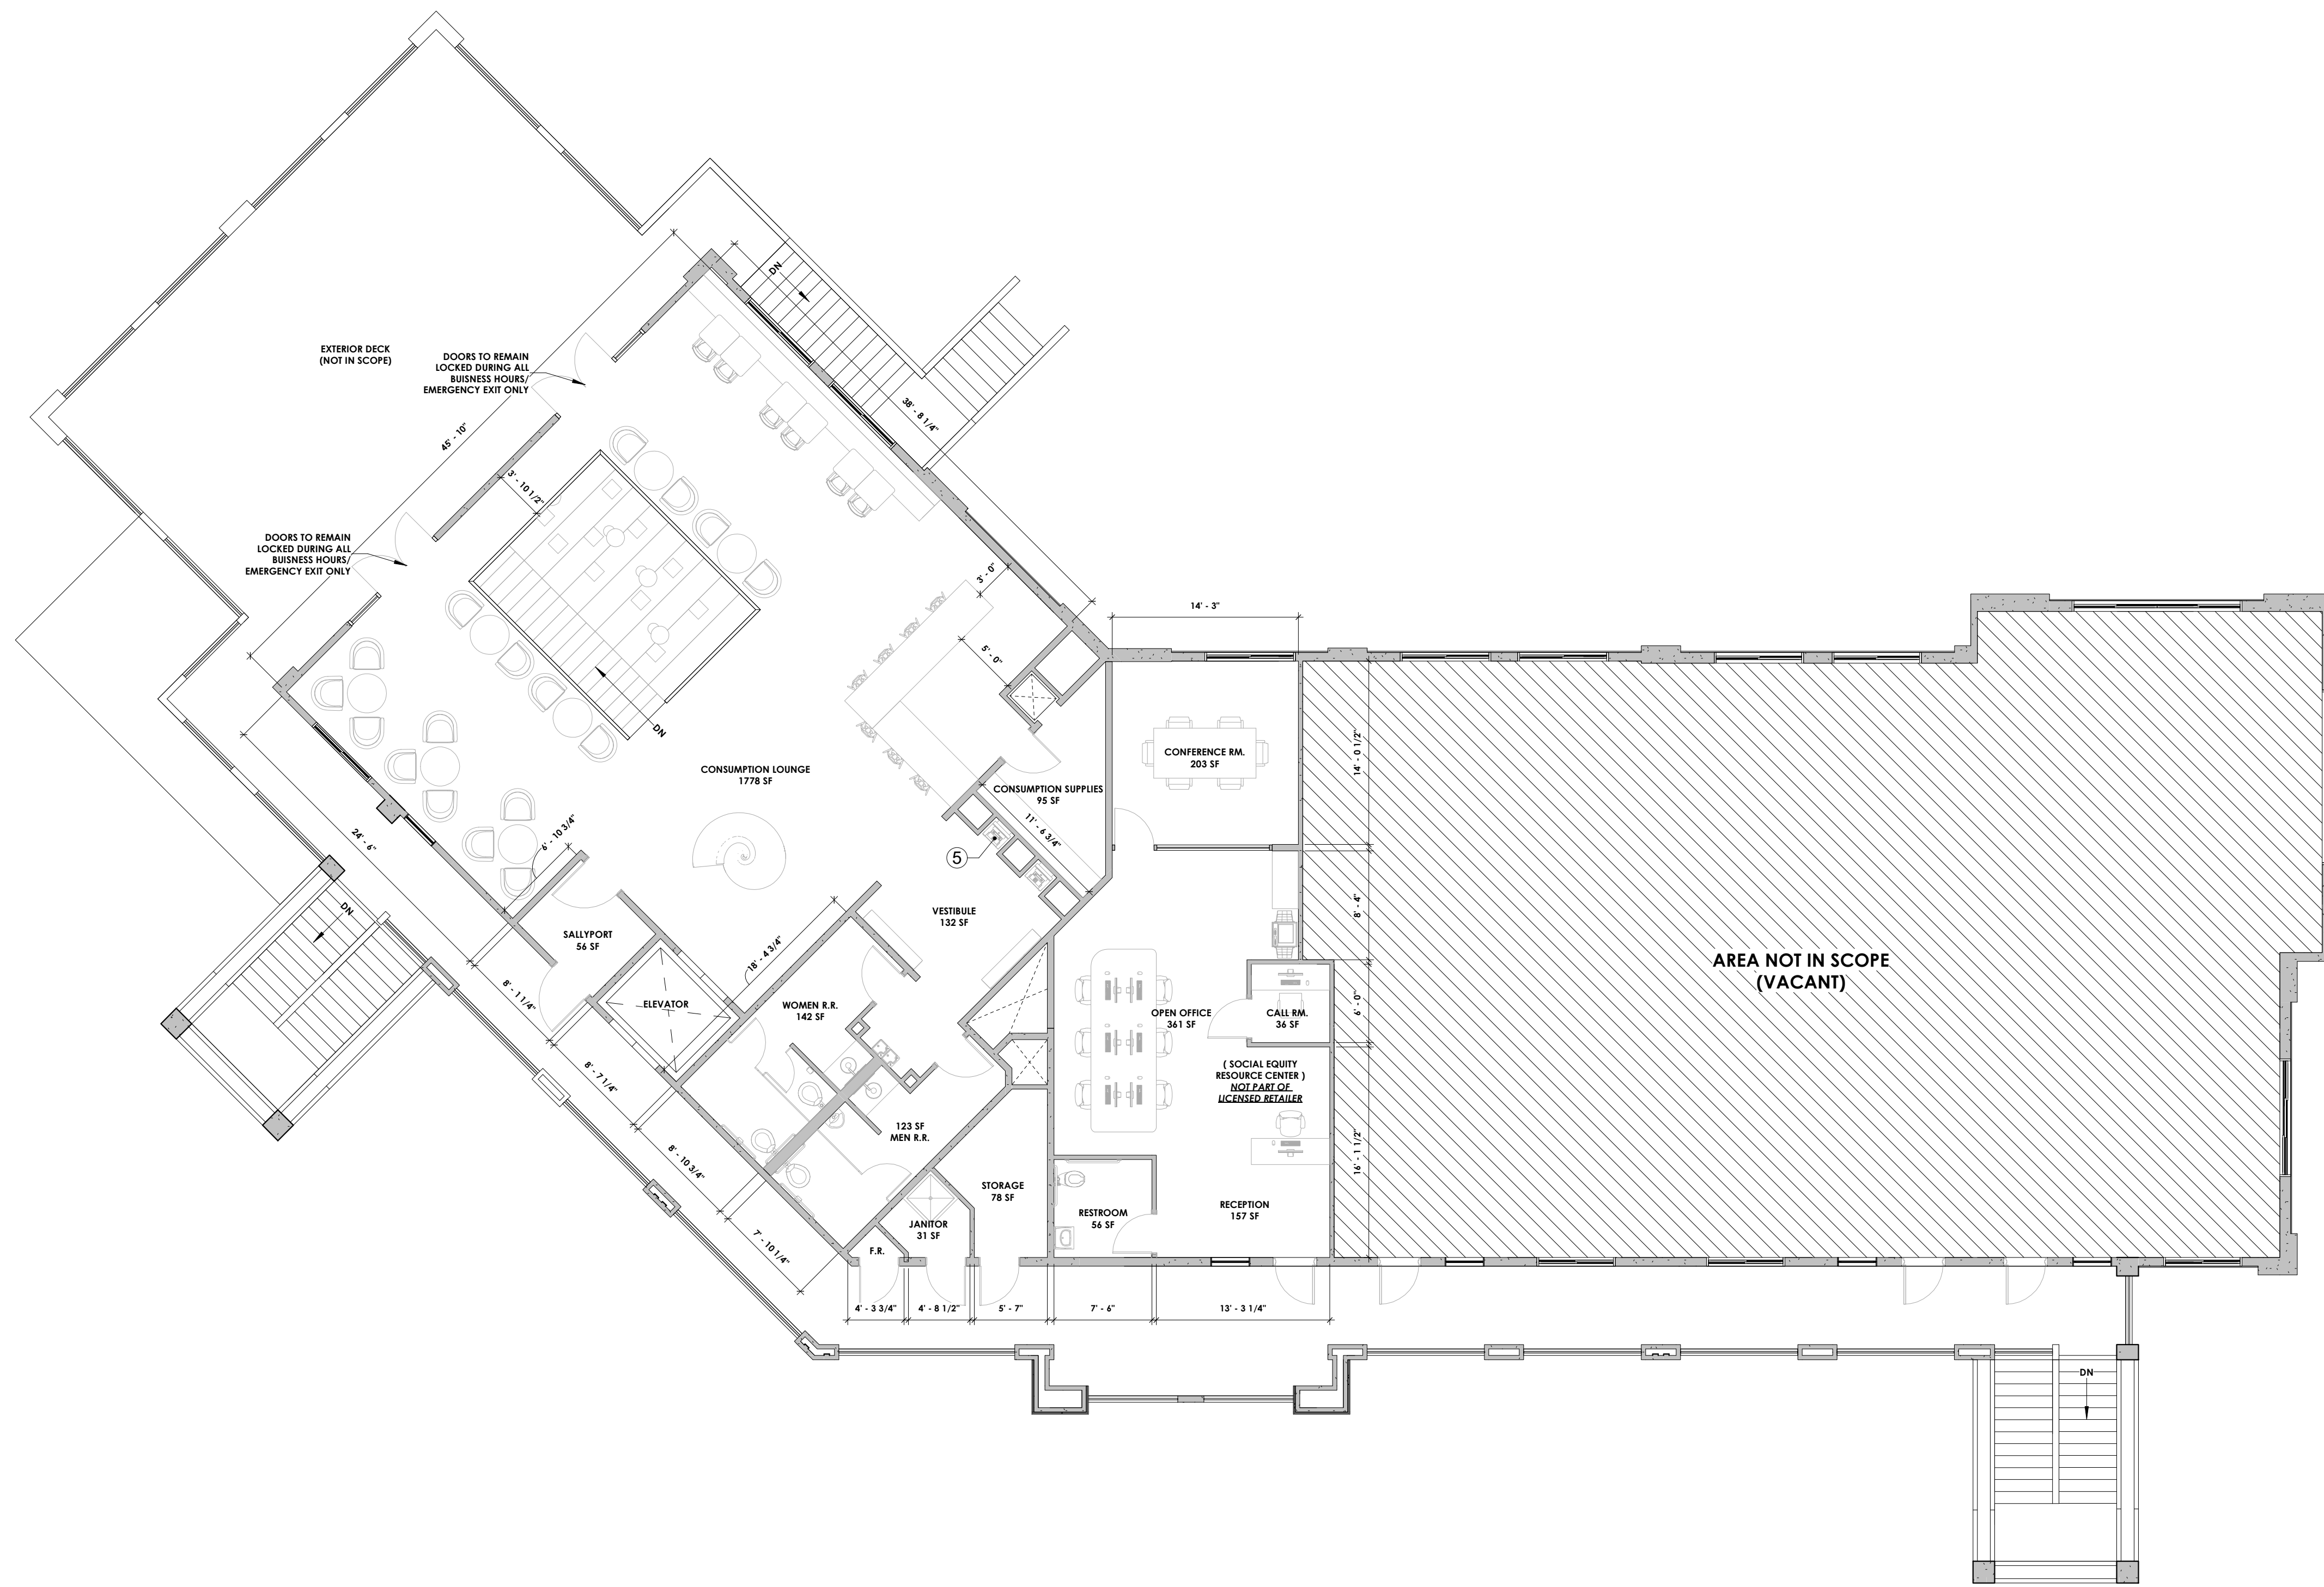 EXTERIOR DECK
(NOT IN SCOPE)
DOORS TO REMAIN
LOCKED DURING ALL
BUISNESS HOURS/
EMERGENCY EXIT ONLY
DN
38' - 8 1/4"
45' - 10"
3' - 10 1/2"
DOORS TO REMAIN
LOCKED DURING ALL
BUISNESS HOURS/
EMERGENCY EXIT ONLY
3' - 0"
14' - 3"
5' - 0"
DN
CONSUMPTION LOUNGE
1778 SF
CONSUMPTION SUPPLIES
95 SF
11' - 6 3/4"
CONFERENCE RM.
203 SF
14' - 0 1/2"
24' - 6"
6' - 10 3/4"
5
DN
SALLYPORT
56 SF
VESTIBULE
132 SF
8' - 4"
18' - 4 3/4"
8' - 1 1/4"
ELEVATOR
WOMEN R.R.
142 SF
OPEN OFFICE
361 SF
CALL RM.
36 SF
6' - 0"
AREA NOT IN SCOPE
(VACANT)
8' - 7 1/4"
( SOCIAL EQUITY
RESOURCE CENTER )
NOT PART OF
LICENSED RETAILER
123 SF
MEN R.R.
8' - 10 3/4"
16' - 1 1/2"
STORAGE
78 SF
RESTROOM
56 SF
RECEPTION
157 SF
JANITOR
31 SF
F.R.
7' - 10 1/4"
4' - 3 3/4"
4' - 8 1/2"
5' - 7"
7' - 6"
13' - 3 1/4"
DN